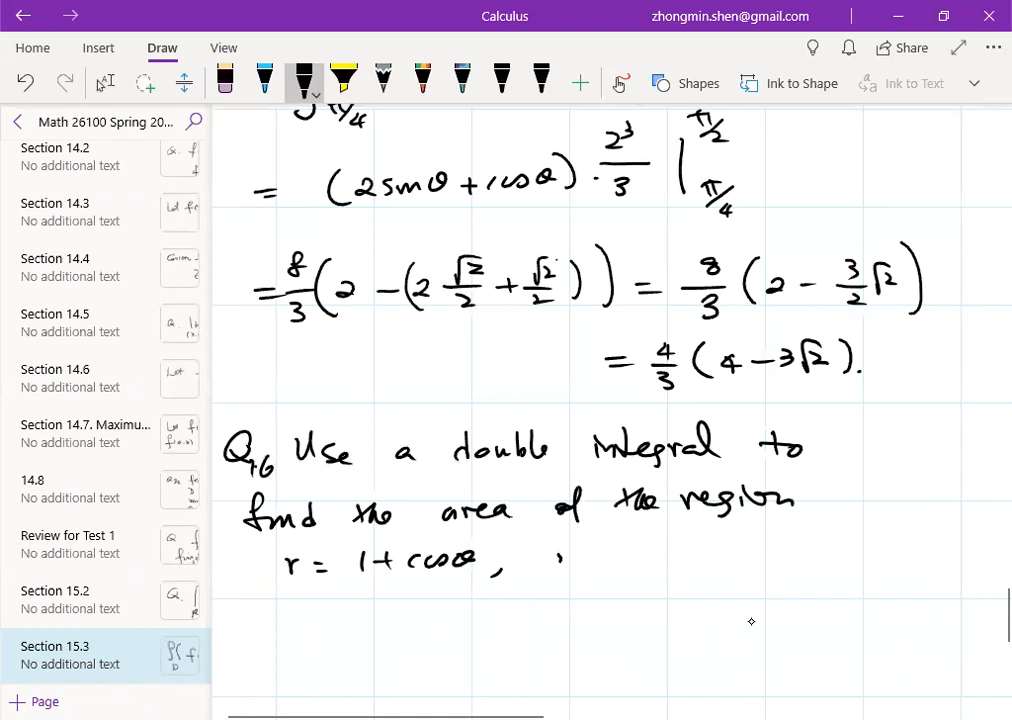 Calculus
zhongmin.shen@gmail.com
Home Insert Draw View
Share
Shapes
Ink to Shape
Ink to Text
Math 26100 Spring 20...
Section 14.2
No additional text
Section 14.3
No additional text
Section 14.4
No additional text
Section 14.5
No additional text
Section 14.6
No additional text
Section 14.7. Maximu...
No additional text
14.8
No additional text
Review for Test 1
No additional text
15.2
No additional text
Section 15.3
No additional text
Page
π/4
= (2sinθ + cosθ) · 2³/3 | π/2 π/4
= 8/3 (2 - (2 √2/2 + √2/2)) = 8/3 (2 - 3/2 √2)
= 4/3 (4 - 3√2).
Q16 Use a double integral to
find the area of the region
r = 1 + cosθ,